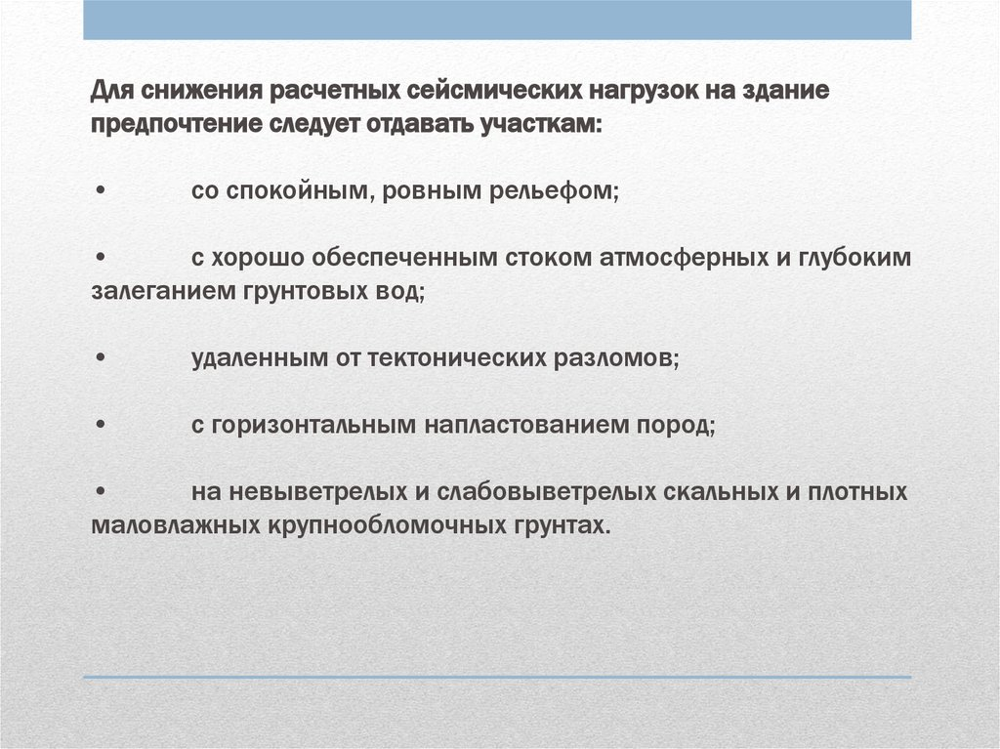 Для снижения расчетных сейсмических нагрузок на здание
предпочтение следует отдавать участкам:
• со спокойным, ровным рельефом;
• с хорошо обеспеченным стоком атмосферных и глубоким
залеганием грунтовых вод;
• удаленным от тектонических разломов;
• с горизонтальным напластованием пород;
• на невыветрелых и слабовыветрелых скальных и плотных
маловлажных крупнообломочных грунтах.